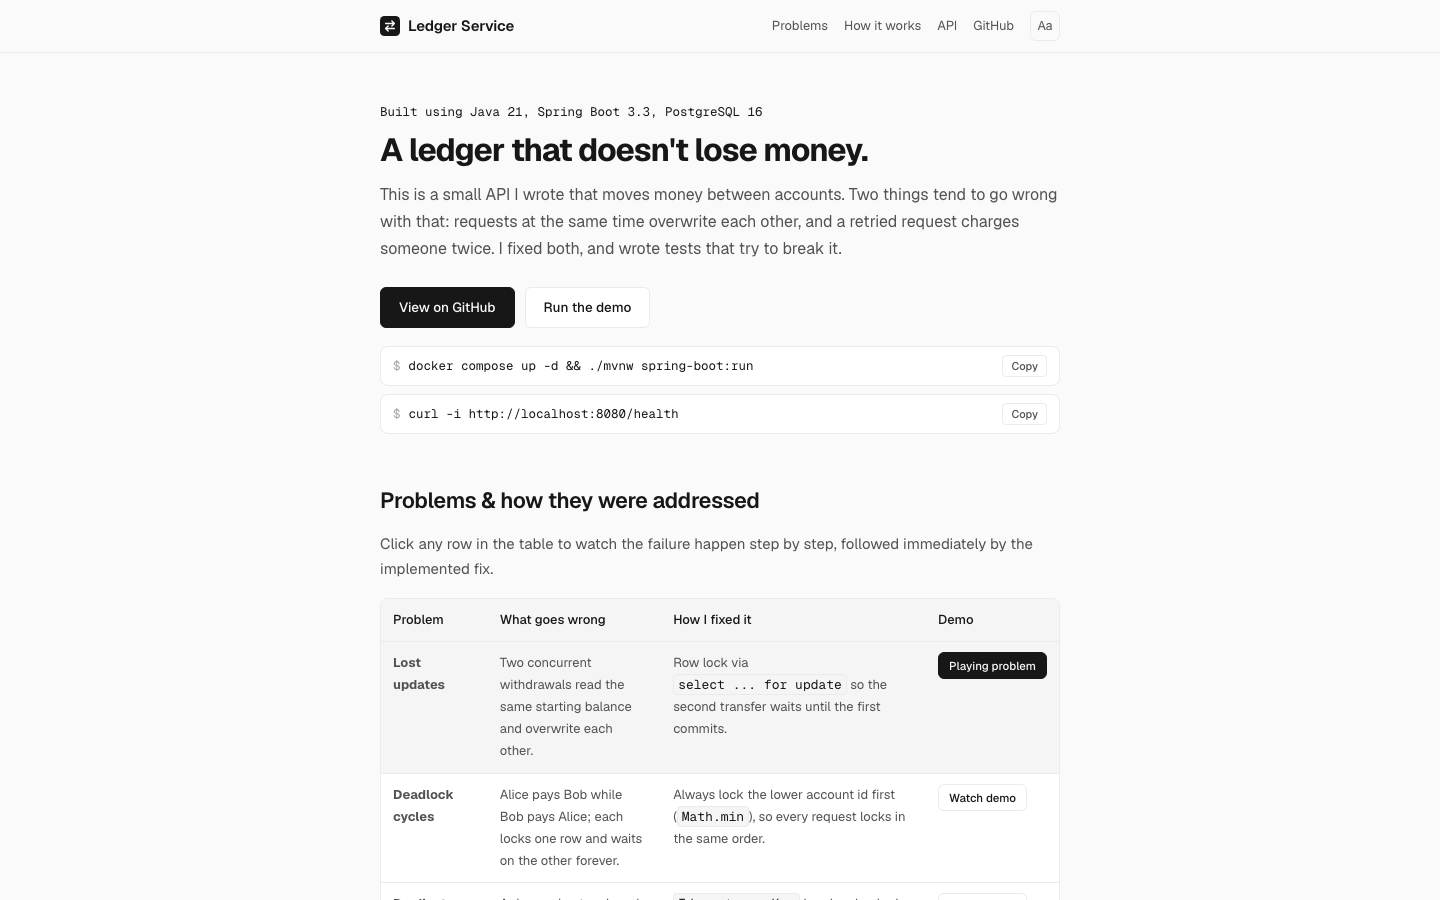 Ledger Service
Problems How it works API GitHub Aa
Built using Java 21, Spring Boot 3.3, PostgreSQL 16
A ledger that doesn't lose money.
This is a small API I wrote that moves money between accounts. Two things tend to go wrong
with that: requests at the same time overwrite each other, and a retried request charges
someone twice. I fixed both, and wrote tests that try to break it.
View on GitHub Run the demo
$ docker compose up -d && ./mvnw spring-boot:run Copy
$ curl -i http://localhost:8080/health Copy
Problems & how they were addressed
Click any row in the table to watch the failure happen step by step, followed immediately by the
implemented fix.
Problem What goes wrong How I fixed it Demo
Lost
updates
Two concurrent
withdrawals read the
same starting balance
and overwrite each
other.
Row lock via
select ... for update so the
second transfer waits until the first
commits.
Playing problem
Deadlock
cycles
Alice pays Bob while
Bob pays Alice; each
locks one row and waits
on the other forever.
Always lock the lower account id first
(Math.min), so every request locks in
the same order.
Watch demo